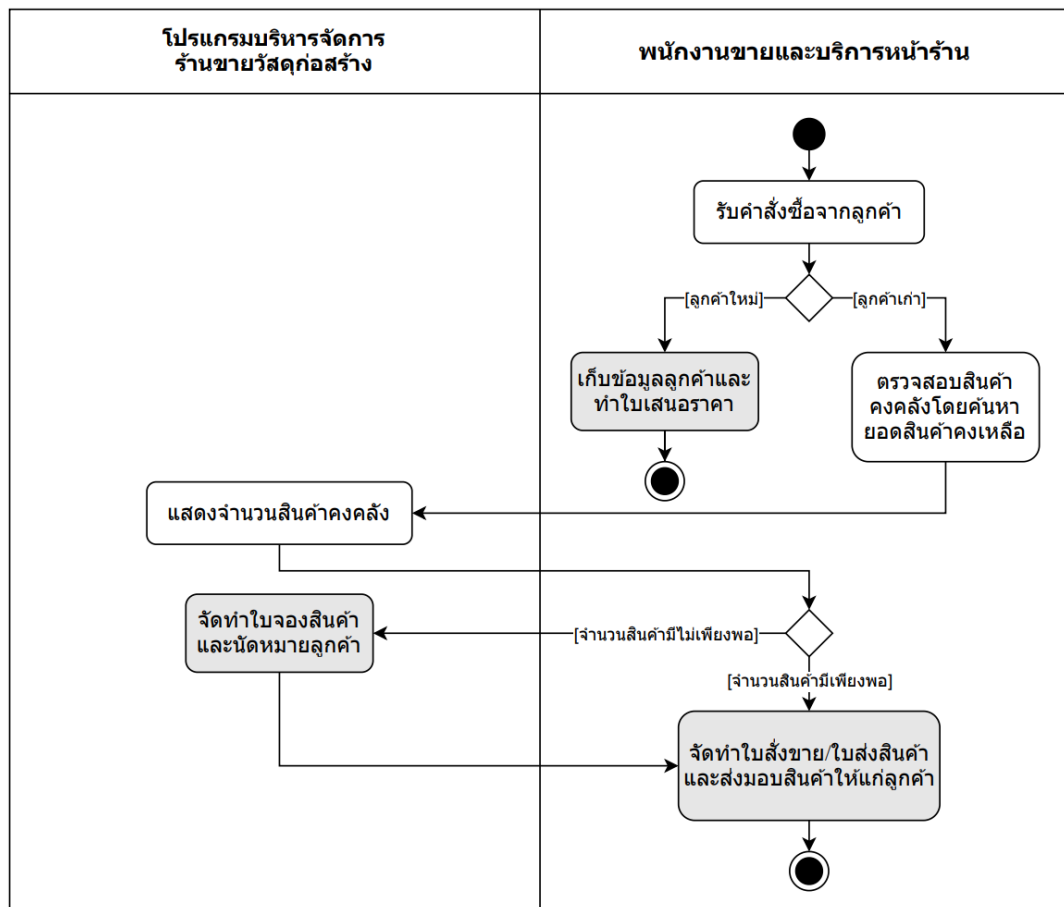 โปรแกรมบริหารจัดการ
ร้านขายวัสดุก่อสร้าง
พนักงานขายและบริการหน้าร้าน
รับคำสั่งซื้อจากลูกค้า
[ลูกค้าใหม่]
[ลูกค้าเก่า]
เก็บข้อมูลลูกค้าและ
ทำใบเสนอราคา
ตรวจสอบสินค้า
คงคลังโดยค้นหา
ยอดสินค้าคงเหลือ
แสดงจำนวนสินค้าคงคลัง
จัดทำใบจองสินค้า
และนัดหมายลูกค้า
[จำนวนสินค้ามีไม่เพียงพอ]
[จำนวนสินค้ามีเพียงพอ]
จัดทำใบสั่งขาย/ใบส่งสินค้า
และส่งมอบสินค้าให้แก่ลูกค้า